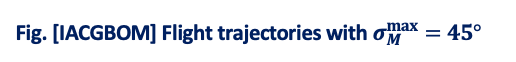 Fig. [IACGBOM] Flight trajectories with σ_M^max = 45°